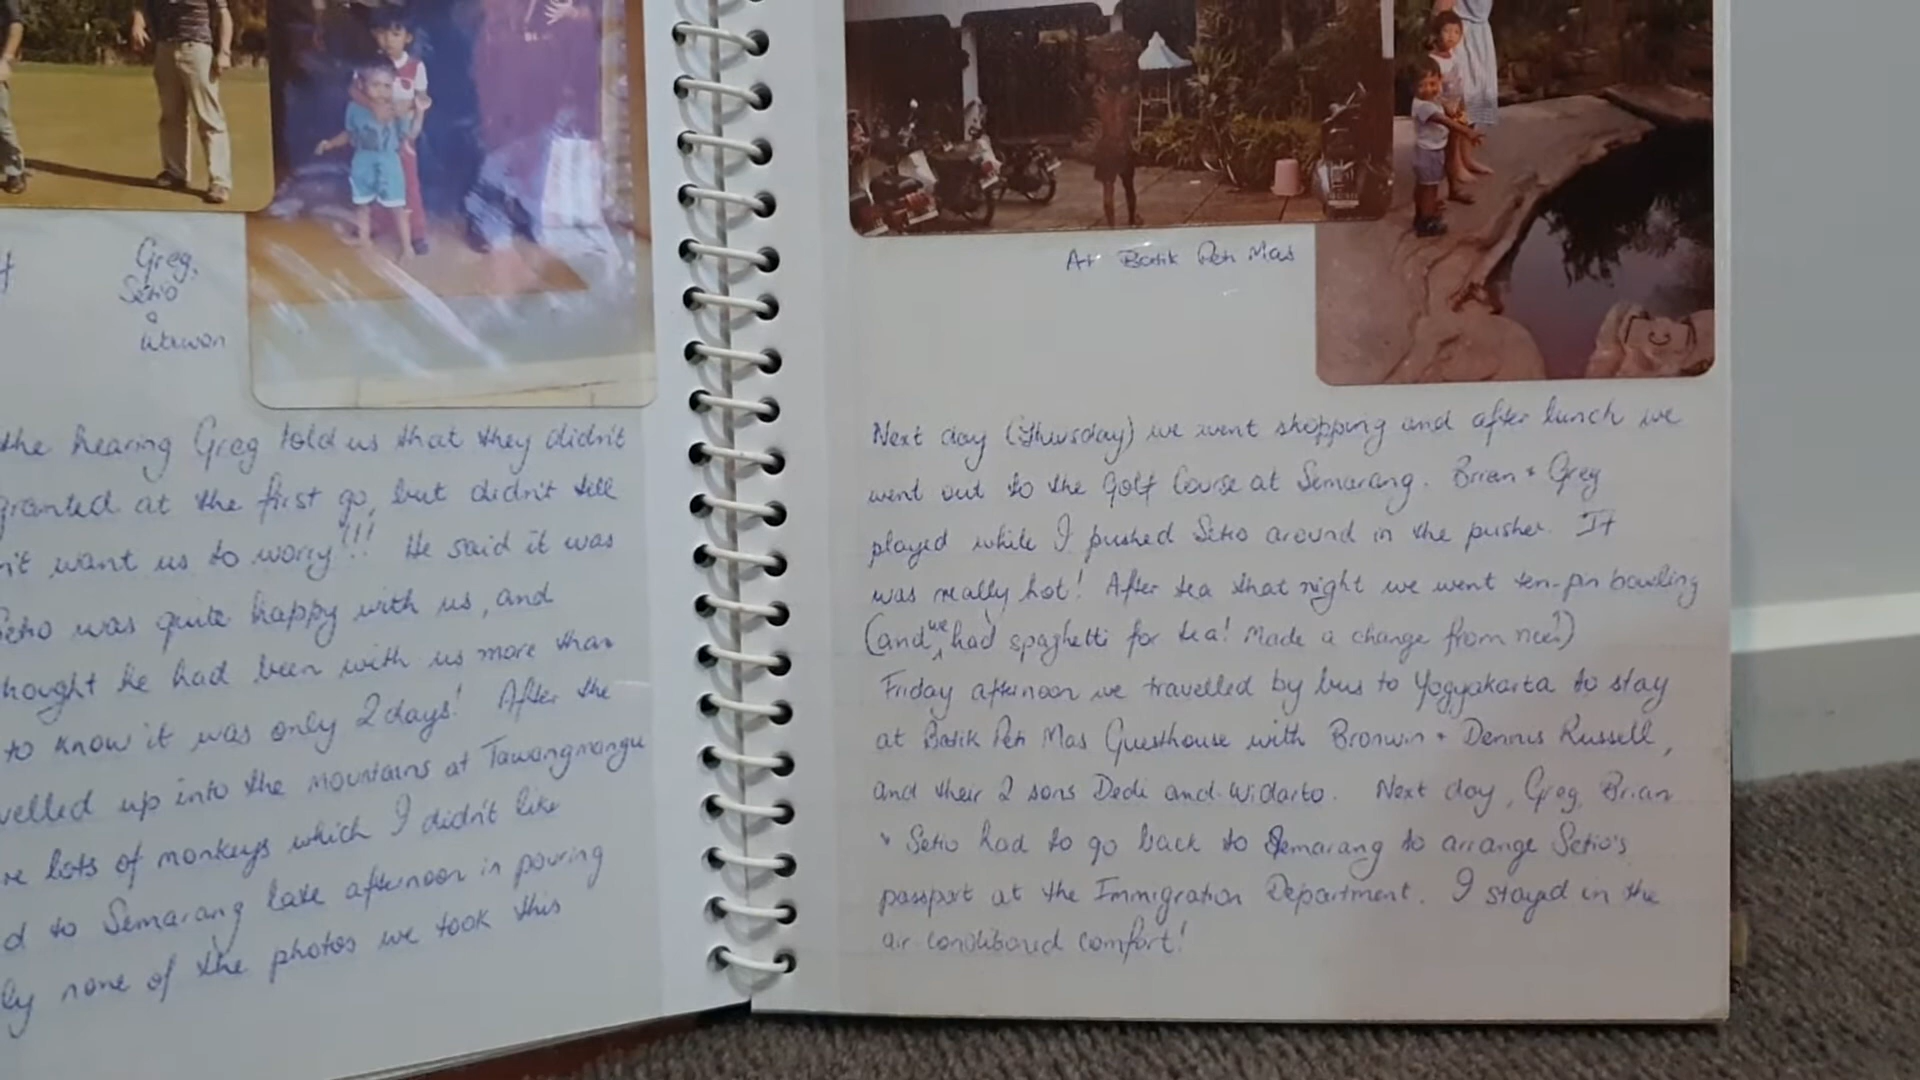 Greg,
Setio
&
Wawan
the hearing Greg told us that they didn't
granted at the first go, but didn't tell
n't want us to worry!!! He said it was
Setio was quite happy with us, and
thought he had been with us more than
to know it was only 2 days! After the
velled up into the mountains at Tawangmangu
re lots of monkeys which I didn't like
d to Semarang late afternoon in pouring
ly none of the photos we took this
At Batik Peti Mas
Next day (Thursday) we went shopping and after lunch we
went out to the Golf Course at Semarang. Brian & Greg
played while I pushed Setio around in the pusher. It
was really hot! After tea that night we went ten-pin bowling
(and we had spaghetti for tea! Made a change from rice!)
Friday afternoon we travelled by bus to Yogyakarta to stay
at Batik Peti Mas Guesthouse with Bronwin & Dennis Russell,
and their 2 sons Dedi and Widarto. Next day, Greg, Brian
& Setio had to go back to Semarang to arrange Setio's
passport at the Immigration Department. I stayed in the
air-conditioned comfort!